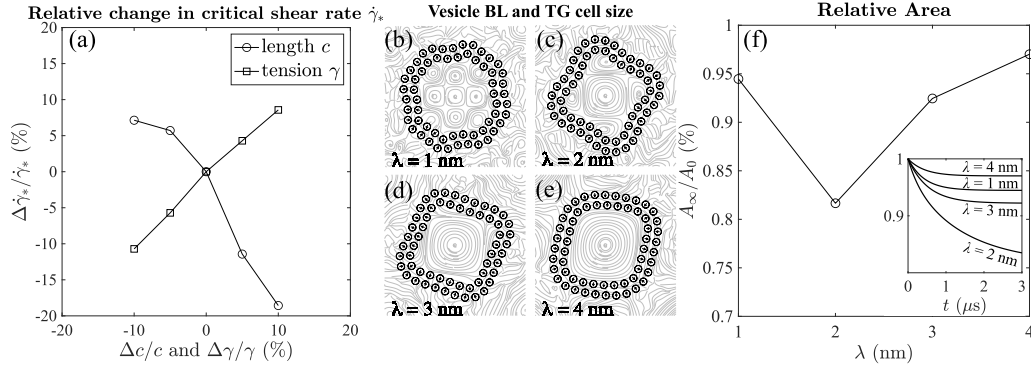 Relative change in critical shear rate γ̇*
(a)
length c
tension γ
Δγ̇*/γ̇* (%)
20
15
10
5
0
-5
-10
-15
-20
-20
-10
0
10
20
Δc/c and Δγ/γ (%)
Vesicle BL and TG cell size
(b)
λ = 1 nm
(c)
λ = 2 nm
(d)
λ = 3 nm
(e)
λ = 4 nm
Relative Area
(f)
A∞/A0 (%)
1
0.95
0.9
0.85
0.8
0.75
0.7
1
2
3
4
λ (nm)
1
0.9
λ = 4 nm
λ = 1 nm
λ = 3 nm
λ = 2 nm
0
1
2
3
t (μs)